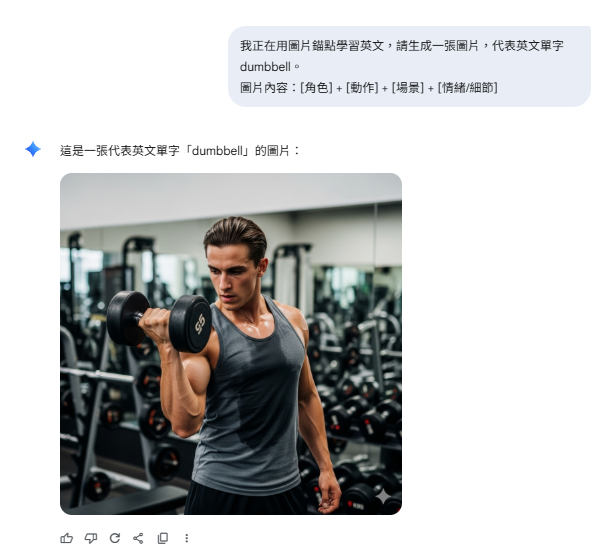 我正在用圖片錨點學習英文,請生成一張圖片,代表英文單字
dumbbell。
圖片內容:[角色] + [動作] + [場景] + [情緒/細節]
這是一張代表英文單字「dumbbell」的圖片:
55